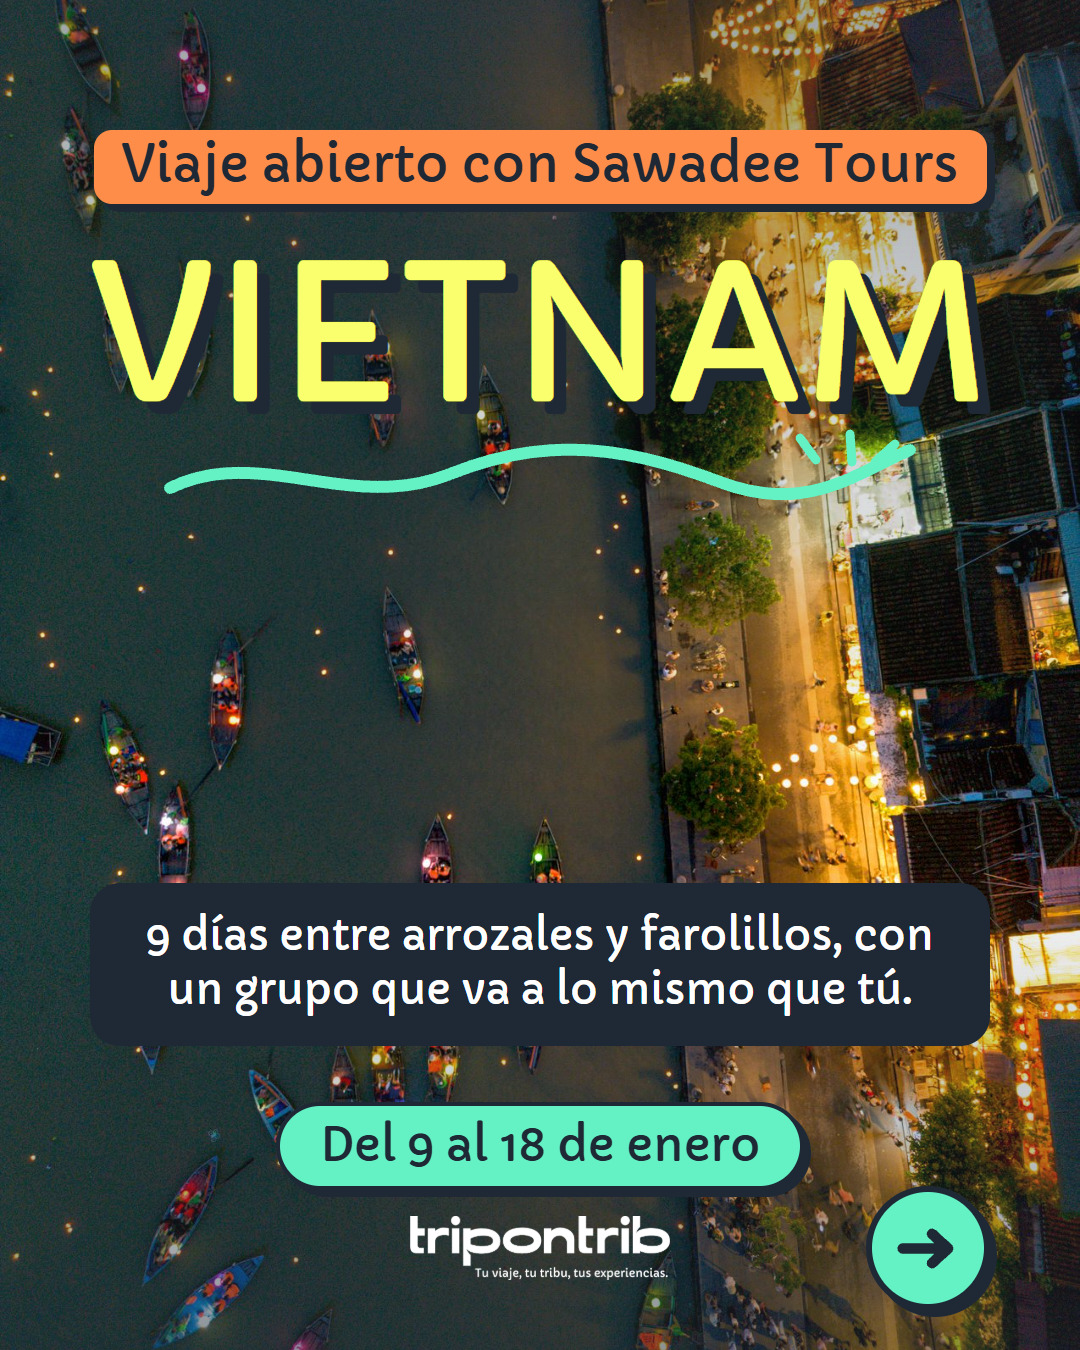 Viaje abierto con Sawadee Tours
VIETNAM
9 días entre arrozales y farolillos, con
un grupo que va a lo mismo que tú.
Del 9 al 18 de enero
tripontrib
Tu viaje, tu tribu, tus experiencias.